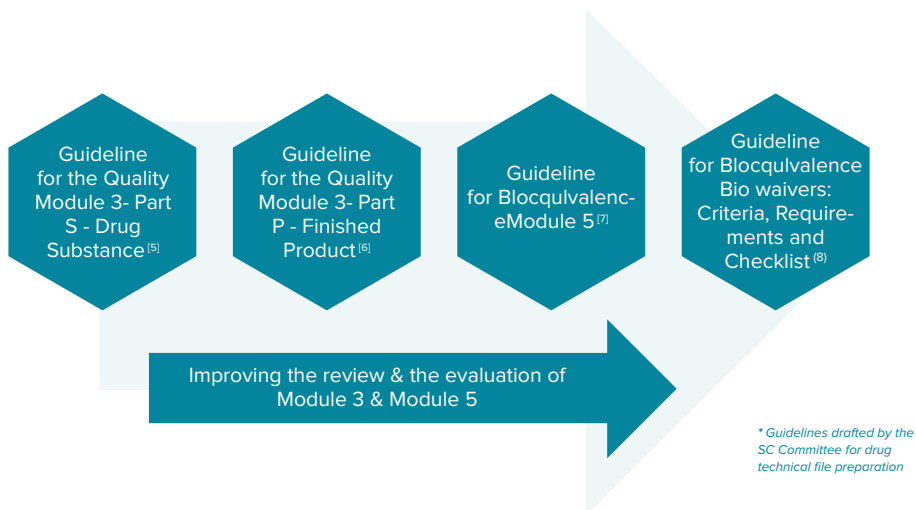 Guideline
for the Quality
Module 3- Part
S - Drug
Substance [5]
Guideline
for the Quality
Module 3- Part
P - Finished
Product [6]
Guideline
for Blocqulvalenc-
eModule 5 [7]
Guideline
for Blocqulvalence
Bio waivers:
Criteria, Require-
ments and
Checklist (8)
Improving the review & the evaluation of
Module 3 & Module 5
* Guidelines drafted by the
SC Committee for drug
technical file preparation